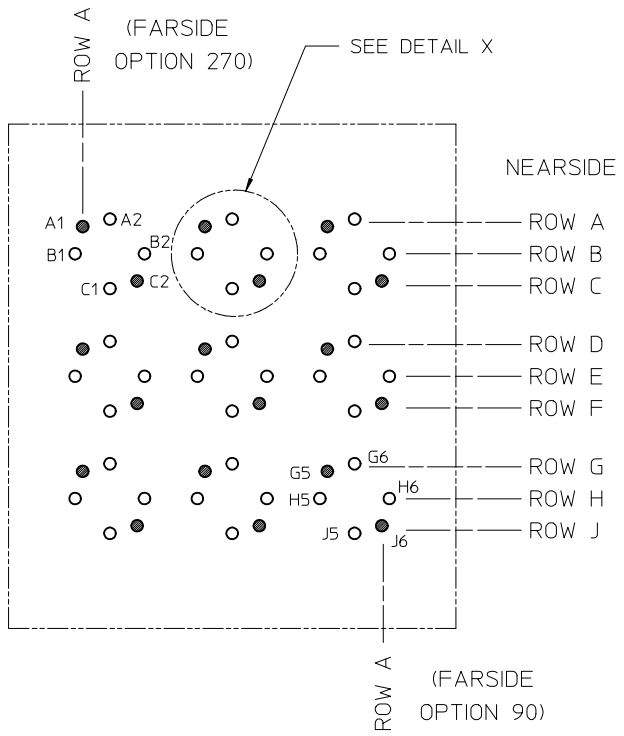 ROW A
(FARSIDE
OPTION 270)
SEE DETAIL X
NEARSIDE
A1
A2
ROW A
B1
B2
ROW B
C1
C2
ROW C
ROW D
ROW E
ROW F
G5
G6
ROW G
H5
H6
ROW H
J5
J6
ROW J
ROW A
(FARSIDE
OPTION 90)